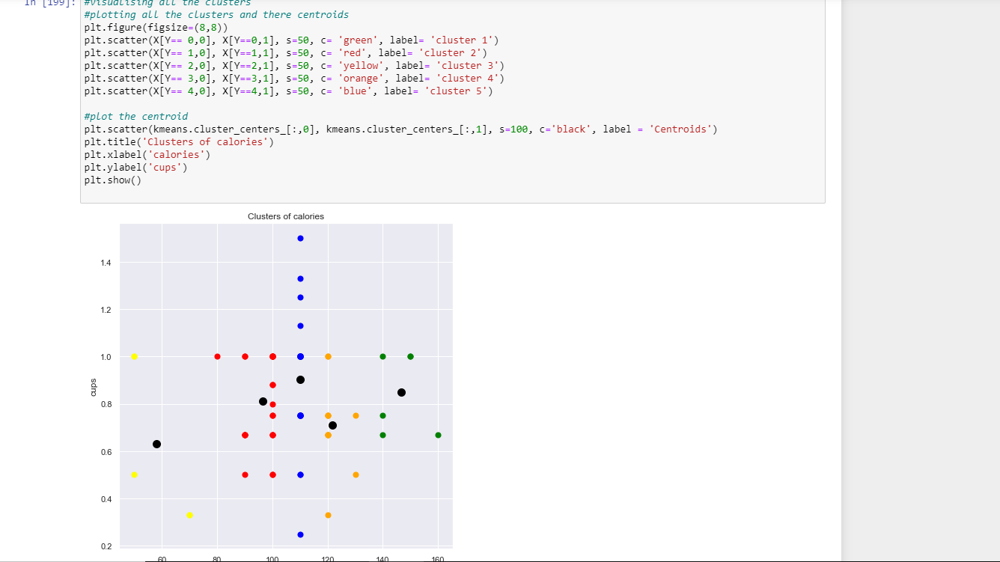 In [199]: #visualising all the clusters
#plotting all the clusters and there centroids
plt.figure(figsize=(8,8))
plt.scatter(X[Y== 0,0], X[Y==0,1], s=50, c= 'green', label= 'cluster 1')
plt.scatter(X[Y== 1,0], X[Y==1,1], s=50, c= 'red', label= 'cluster 2')
plt.scatter(X[Y== 2,0], X[Y==2,1], s=50, c= 'yellow', label= 'cluster 3')
plt.scatter(X[Y== 3,0], X[Y==3,1], s=50, c= 'orange', label= 'cluster 4')
plt.scatter(X[Y== 4,0], X[Y==4,1], s=50, c= 'blue', label= 'cluster 5')
#plot the centroid
plt.scatter(kmeans.cluster_centers_[:,0], kmeans.cluster_centers_[:,1], s=100, c='black', label = 'Centroids')
plt.title('Clusters of calories')
plt.xlabel('calories')
plt.ylabel('cups')
plt.show()
Clusters of calories
1.4
1.2
1.0
0.8
cups
0.6
0.4
0.2
60 80 100 120 140 160